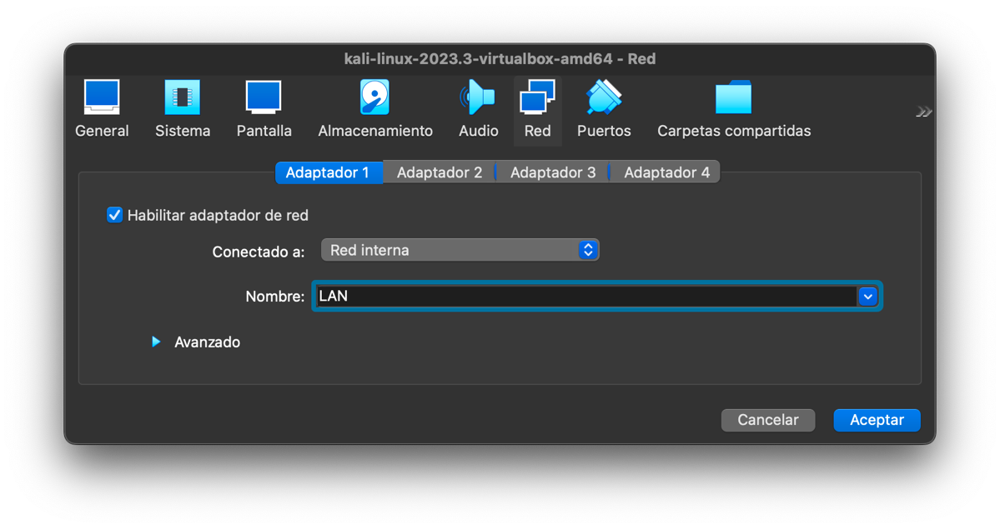 kali-linux-2023.3-virtualbox-amd64 - Red
General Sistema Pantalla Almacenamiento Audio Red Puertos Carpetas compartidas
Adaptador 1 Adaptador 2 Adaptador 3 Adaptador 4
Habilitar adaptador de red
Conectado a: Red interna
Nombre: LAN
Avanzado
Cancelar Aceptar